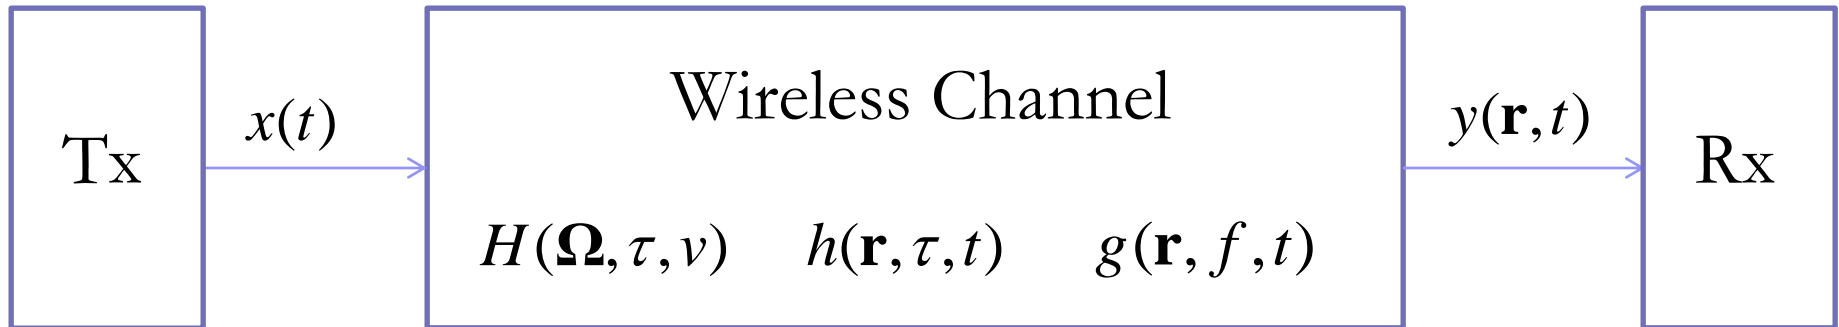 Tx
x(t)
Wireless Channel
H(Ω,τ,ν) h(r,τ,t) g(r,f,t)
y(r,t)
Rx